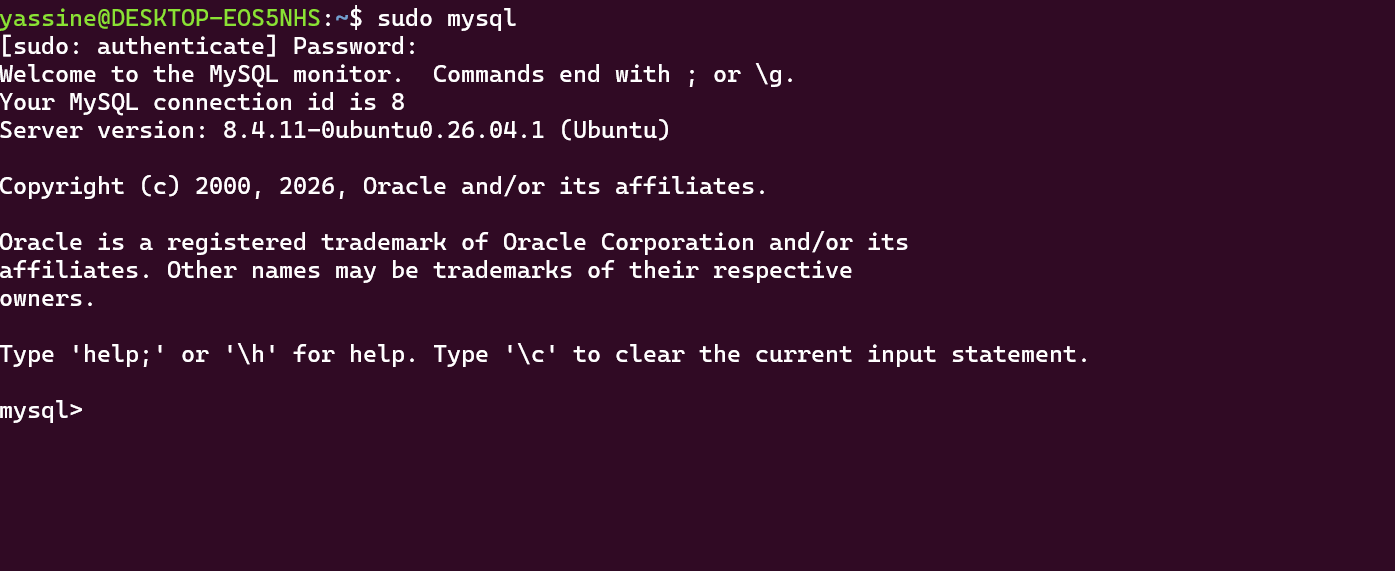 yassine@DESKTOP-EOS5NHS:~$ sudo mysql
[sudo: authenticate] Password:
Welcome to the MySQL monitor.  Commands end with ; or \g.
Your MySQL connection id is 8
Server version: 8.4.11-0ubuntu0.26.04.1 (Ubuntu)
Copyright (c) 2000, 2026, Oracle and/or its affiliates.
Oracle is a registered trademark of Oracle Corporation and/or its
affiliates. Other names may be trademarks of their respective
owners.
Type 'help;' or '\h' for help. Type '\c' to clear the current input statement.
mysql>